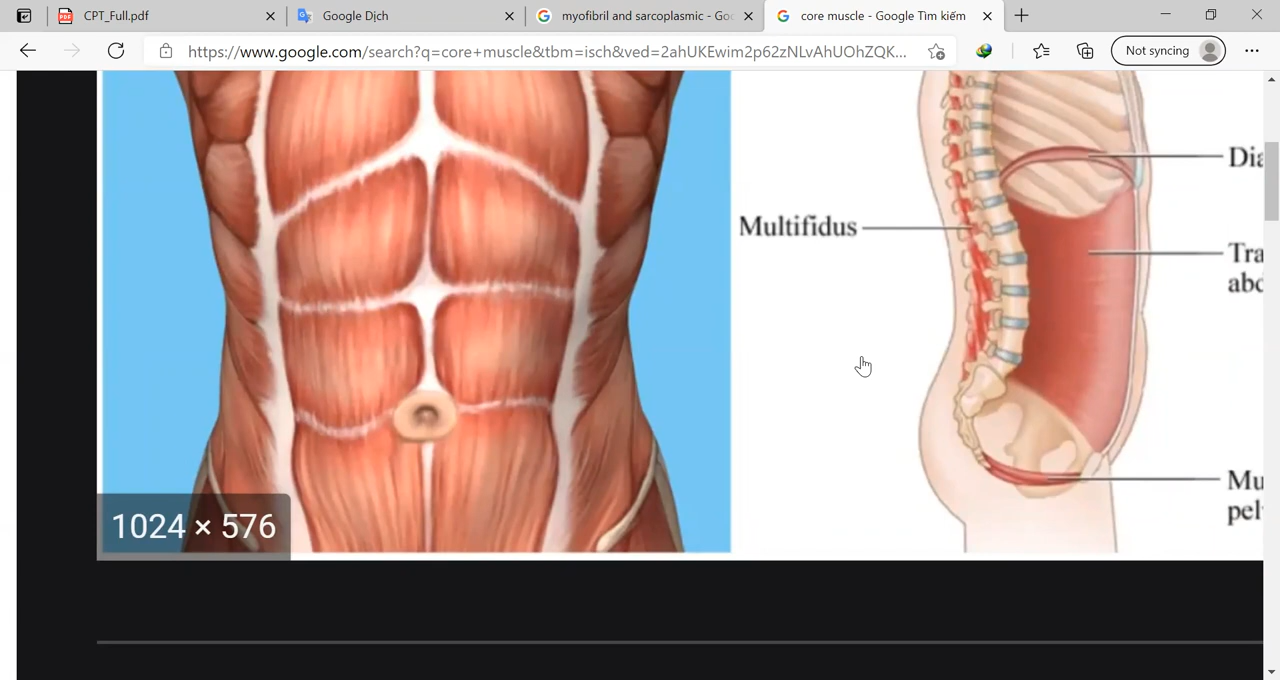 CPT_Full.pdf
Google Dịch
myofibril and sarcoplasmic - Goo
core muscle - Google Tìm kiếm
https://www.google.com/search?q=core+muscle&tbm=isch&ved=2ahUKEwim2p62zNLvAhUOhZQK...
Not syncing
Dia
Multifidus
Tra
abd
Mu
pel
1024 × 576